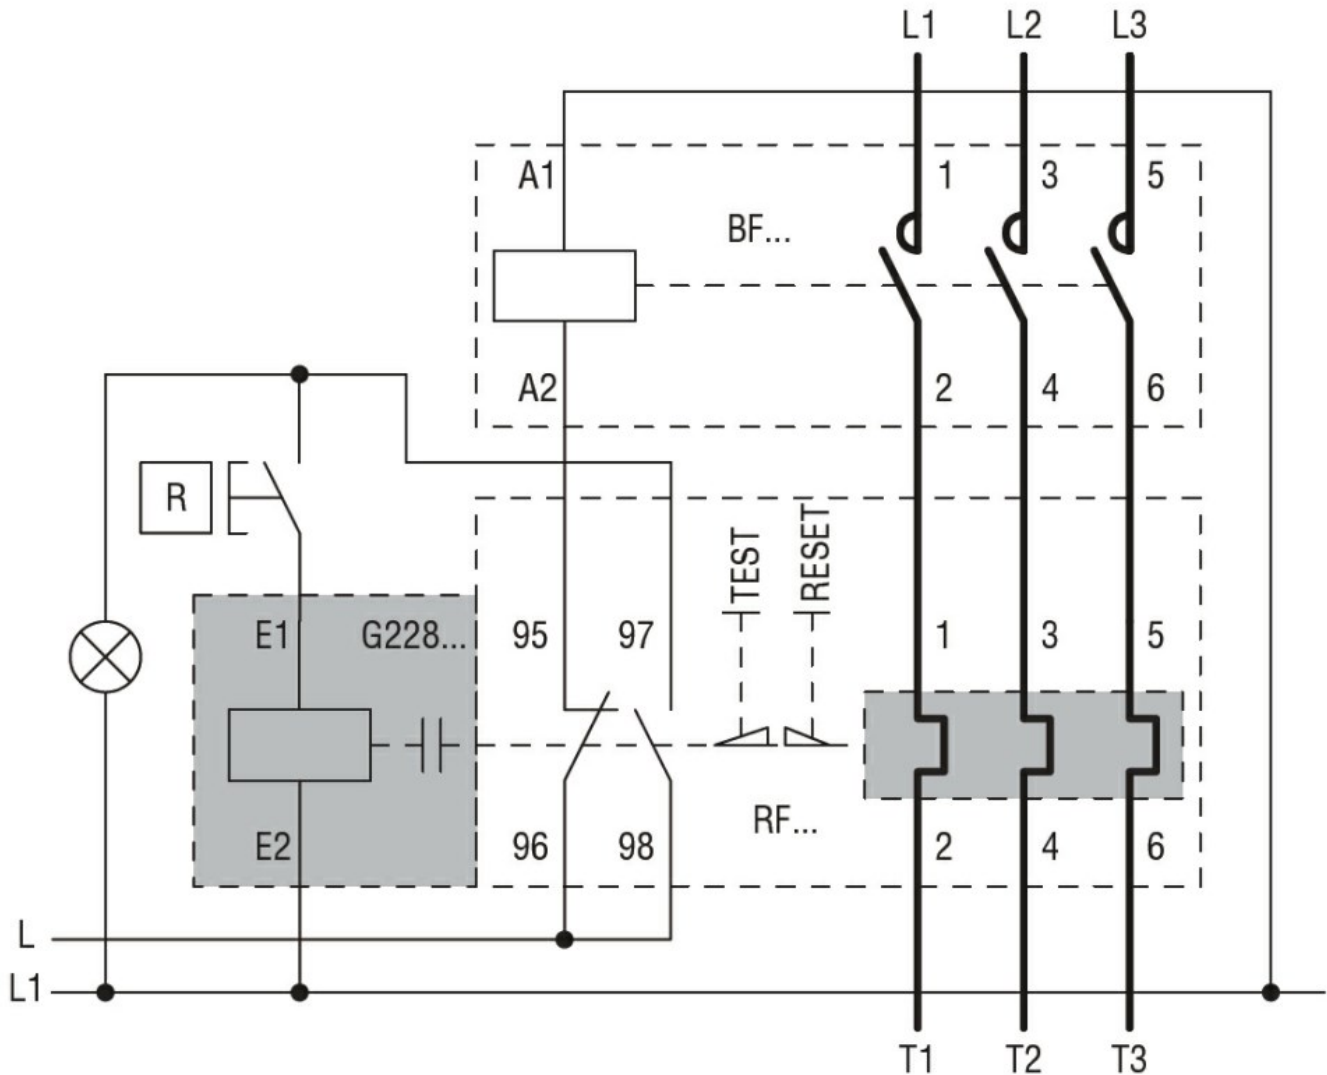 L1 L2 L3
A1 1 3 5
BF...
A2 2 4 6
R
TEST RESET
E1 G228... 95 97 1 3 5
RF...
E2 96 98 2 4 6
L
L1
T1 T2 T3